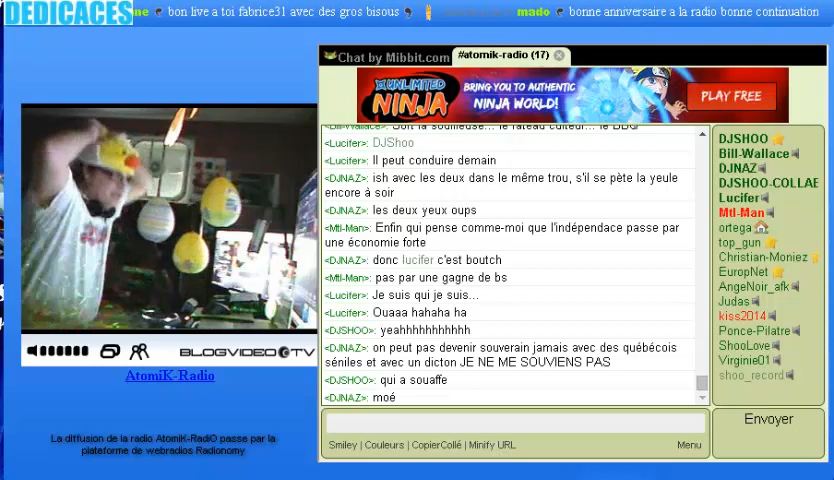 DEDICACES
ne bon live a toi fabrice31 avec des gros bisous mado bonne anniversaire a la radio bonne continuation
Chat by Mibbit.com #atomik-radio (17)
UNLIMITED NINJA BRING YOU TO AUTHENTIC NINJA WORLD! PLAY FREE
<Lucifer>: DJShoo
<Lucifer>: Il peut conduire demain
<DJNAZ>: ish avec les deux dans le même trou, s'il se pète la yeule
encore à soir
<DJNAZ>: les deux yeux oups
<Mtl-Man>: Enfin qui pense comme-moi que l'indépendace passe par
une économie forte
<DJNAZ>: donc lucifer c'est boutch
<Mtl-Man>: pas par une gagne de bs
<Lucifer>: Je suis qui je suis...
<Lucifer>: Ouaaa hahaha ha
<DJSHOO>: yeahhhhhhhhhh
<DJNAZ>: on peut pas devenir souverain jamais avec des québécois
séniles et avec un dicton JE NE ME SOUVIENS PAS
<DJSHOO>: qui a souaffe
<DJNAZ>: moé
DJSHOO
Bill-Wallace
DJNAZ
DJSHOO-COLLAE
Lucifer
Mtl-Man
ortega
top_gun
Christian-Moniez
EuropNet
AngeNoir_afk
Judas
kiss2014
Ponce-Pilatre
ShooLove
Virginie01
shoo_record
Envoyer
Smiley | Couleurs | CopierCollé | Minify URL Menu
BLOGVIDEO TV
AtomiK-Radio
La diffusion de la radio AtomiK-RadiO passe par la
plateforme de webradios Radionomy